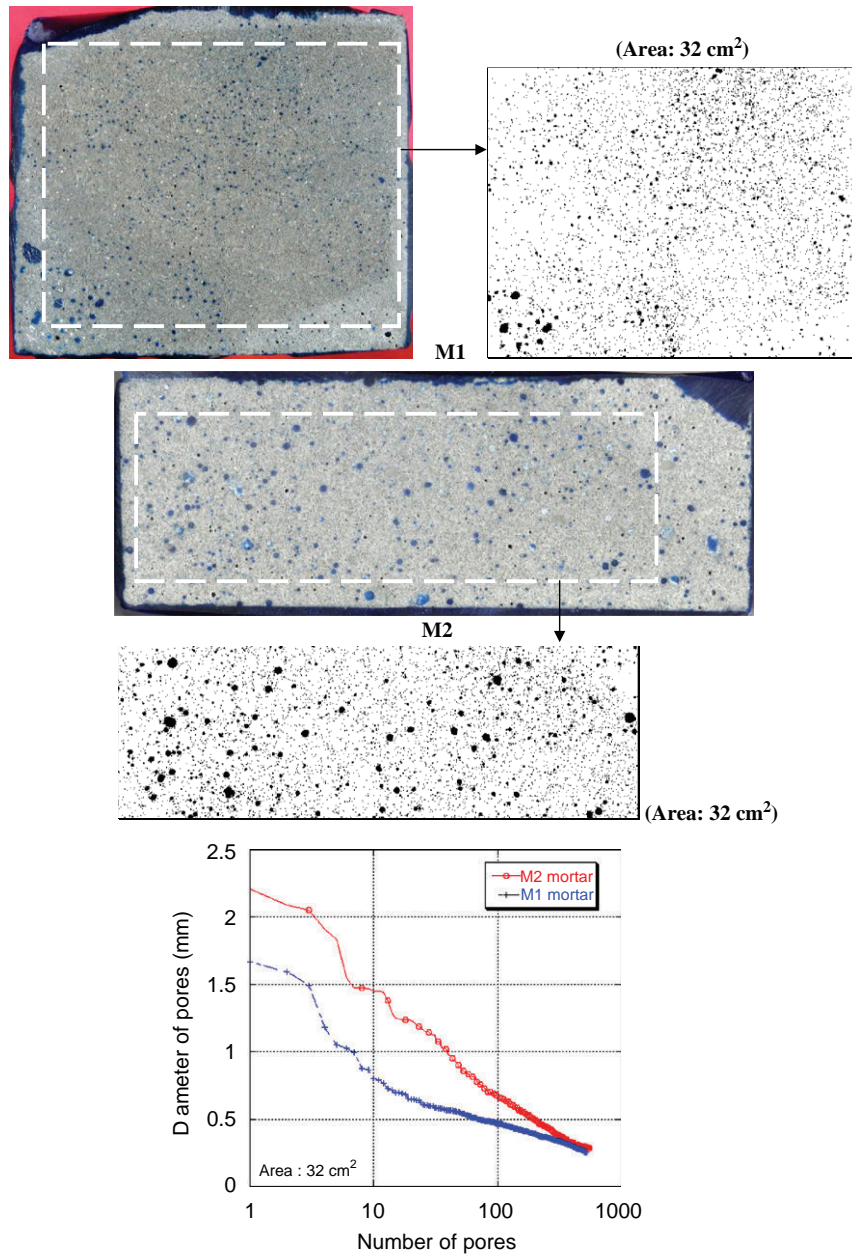 (Area: 32 cm²)
M1
M2
(Area: 32 cm²)
2.5
2
1.5
1
0.5
0
D ameter of pores (mm)
M2 mortar
M1 mortar
Area : 32 cm²
1
10
100
1000
Number of pores